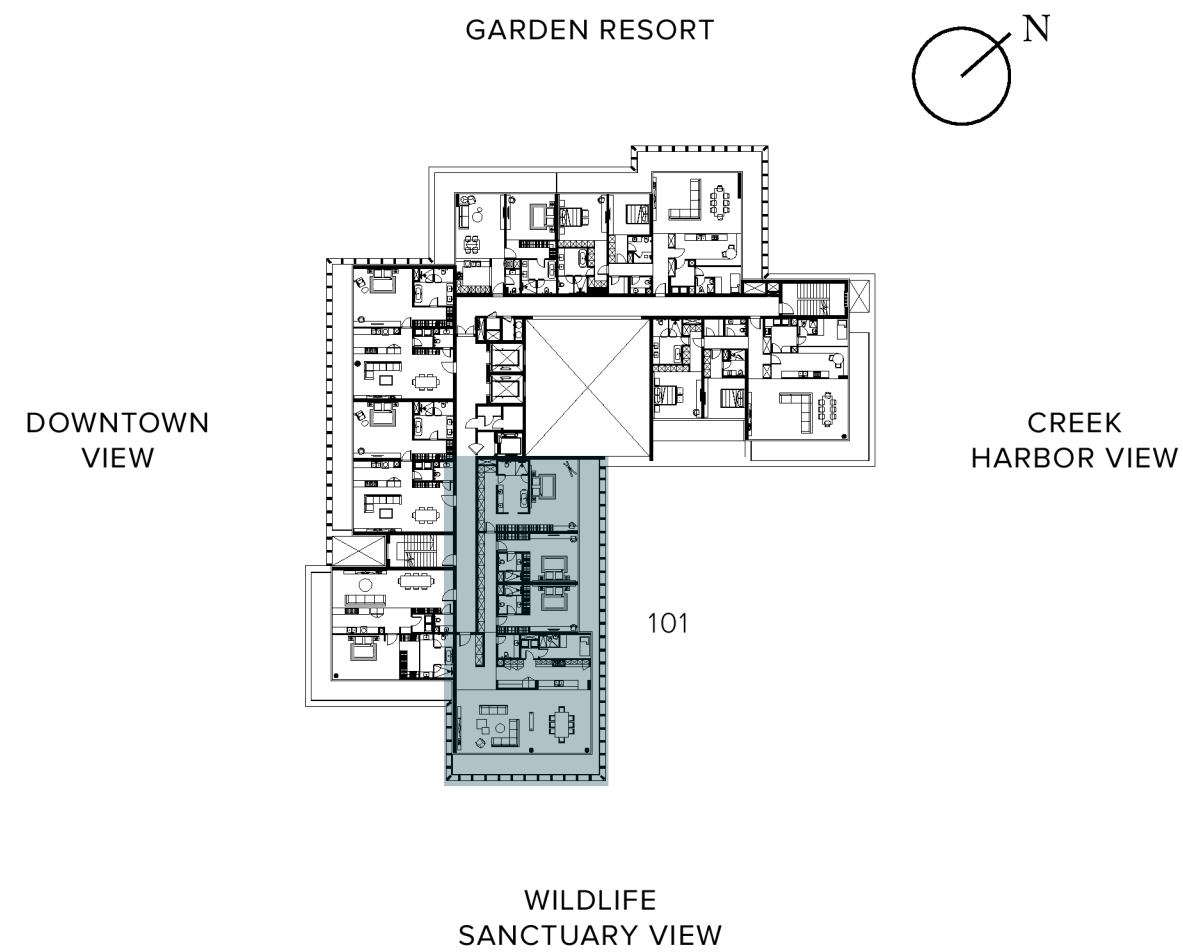 GARDEN RESORT
N
DOWNTOWN
VIEW
CREEK
HARBOR VIEW
101
WILDLIFE
SANCTUARY VIEW